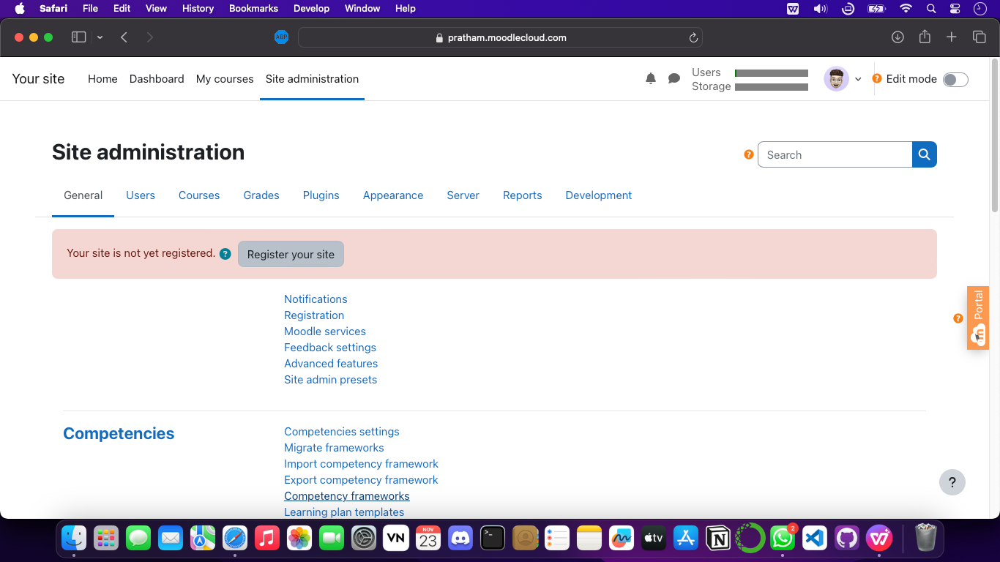 Safari File Edit View History Bookmarks Develop Window Help
ABP pratham.moodlecloud.com
Your site Home Dashboard My courses Site administration Users Storage ? Edit mode
Site administration
? Search
General Users Courses Grades Plugins Appearance Server Reports Development
Your site is not yet registered. ? Register your site
Notifications
Registration
Moodle services
Feedback settings
Advanced features
Site admin presets
? Portal m
Competencies
Competencies settings
Migrate frameworks
Import competency framework
Export competency framework
Competency frameworks
Learning plan templates
?
VN NOV 23 >_ tv N 2